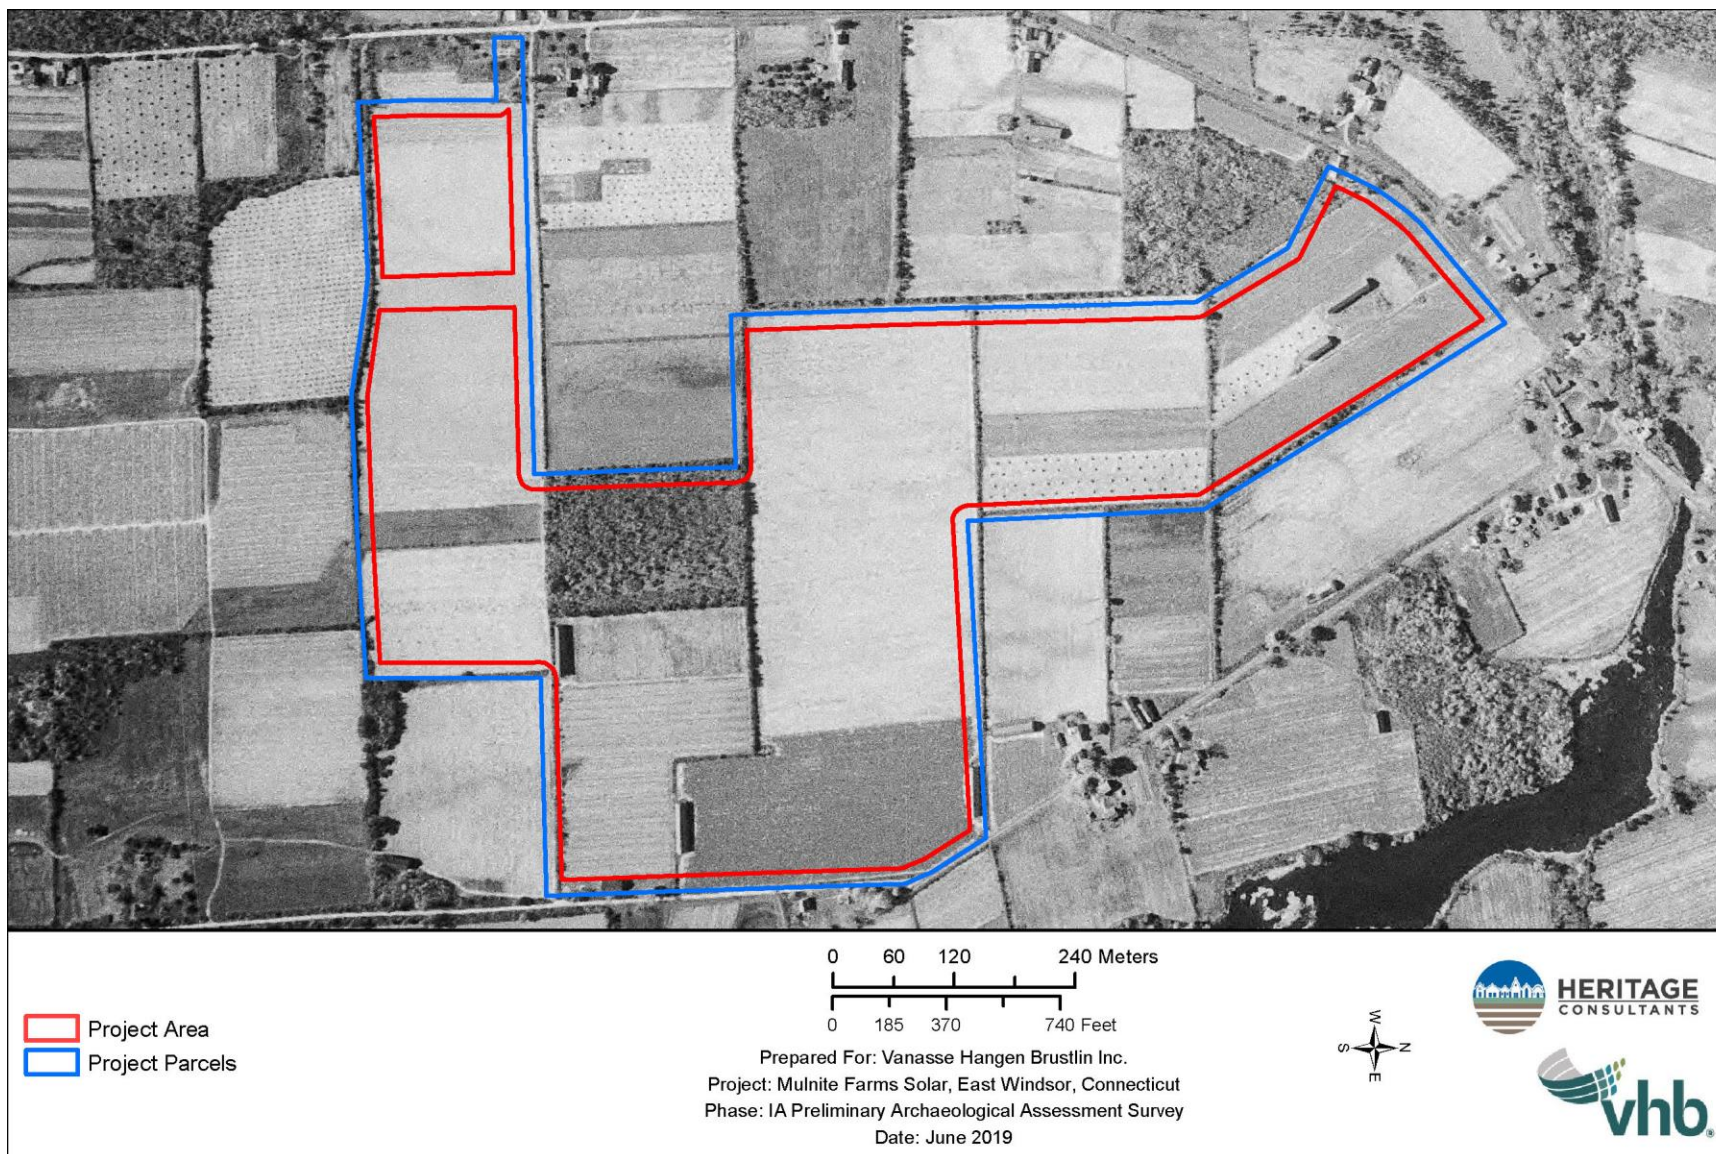 0 60 120 240 Meters
0 185 370 740 Feet
Project Area
Project Parcels
Prepared For: Vanasse Hangen Brustlin Inc.
Project: Mulnite Farms Solar, East Windsor, Connecticut
Phase: IA Preliminary Archaeological Assessment Survey
Date: June 2019
W
S N
E
HERITAGE
CONSULTANTS
vhb®